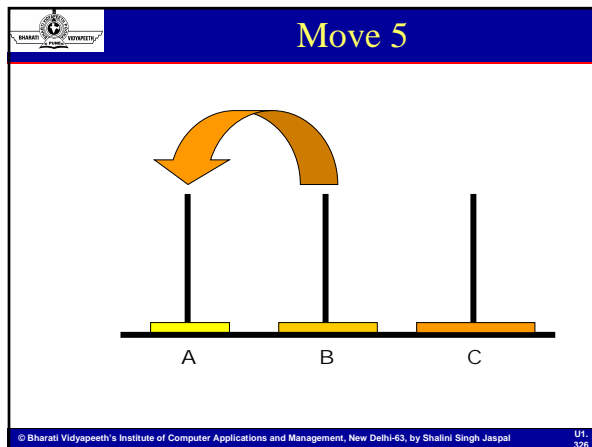 BHARATI VIDYAPEETH
PUNE
Move 5
A B C
© Bharati Vidyapeeth's Institute of Computer Applications and Management, New Delhi-63, by Shalini Singh Jaspal
U1.
326